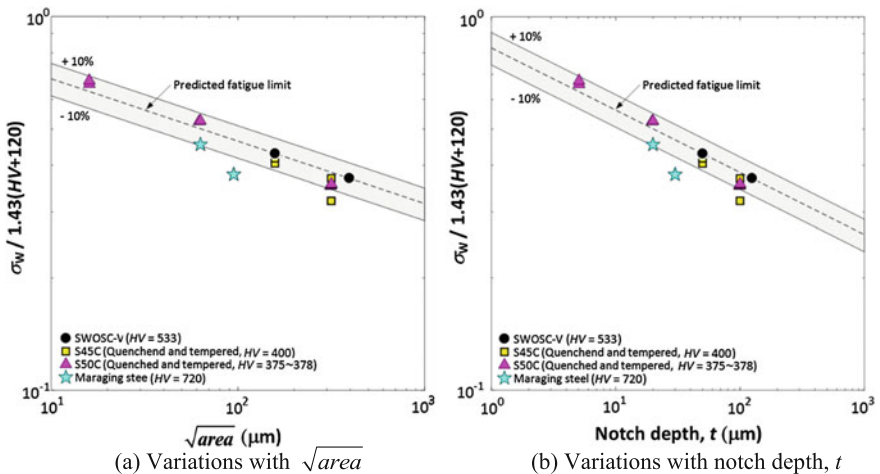 10⁰
+ 10%
Predicted fatigue limit
- 10%
σw / 1.43(HV+120)
SWOSC-V (HV = 533)
S45C (Quenchend and tempered, HV = 400)
S50C (Quenched and tempered, HV = 375~378)
Maraging steel (HV = 720)
10⁻¹
10¹
10²
10³
√area (μm)
(a) Variations with √area
10⁰
+ 10%
Predicted fatigue limit
- 10%
σw / 1.43(HV+120)
SWOSC-V (HV = 533)
S45C (Quenchend and tempered, HV = 400)
S50C (Quenched and tempered, HV = 375~378)
Maraging steel (HV = 720)
10⁻¹
10⁰
10¹
10²
10³
Notch depth, t (μm)
(b) Variations with notch depth, t